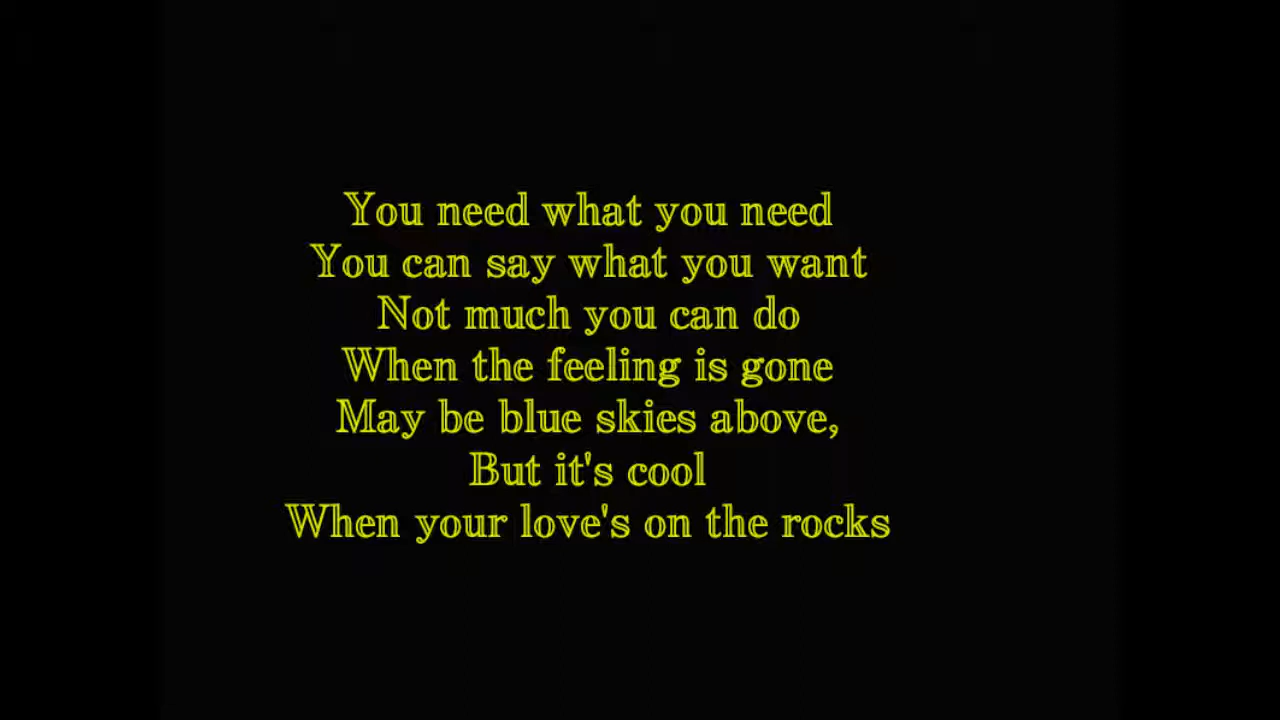 You need what you need
You can say what you want
Not much you can do
When the feeling is gone
May be blue skies above,
But it's cool
When your love's on the rocks